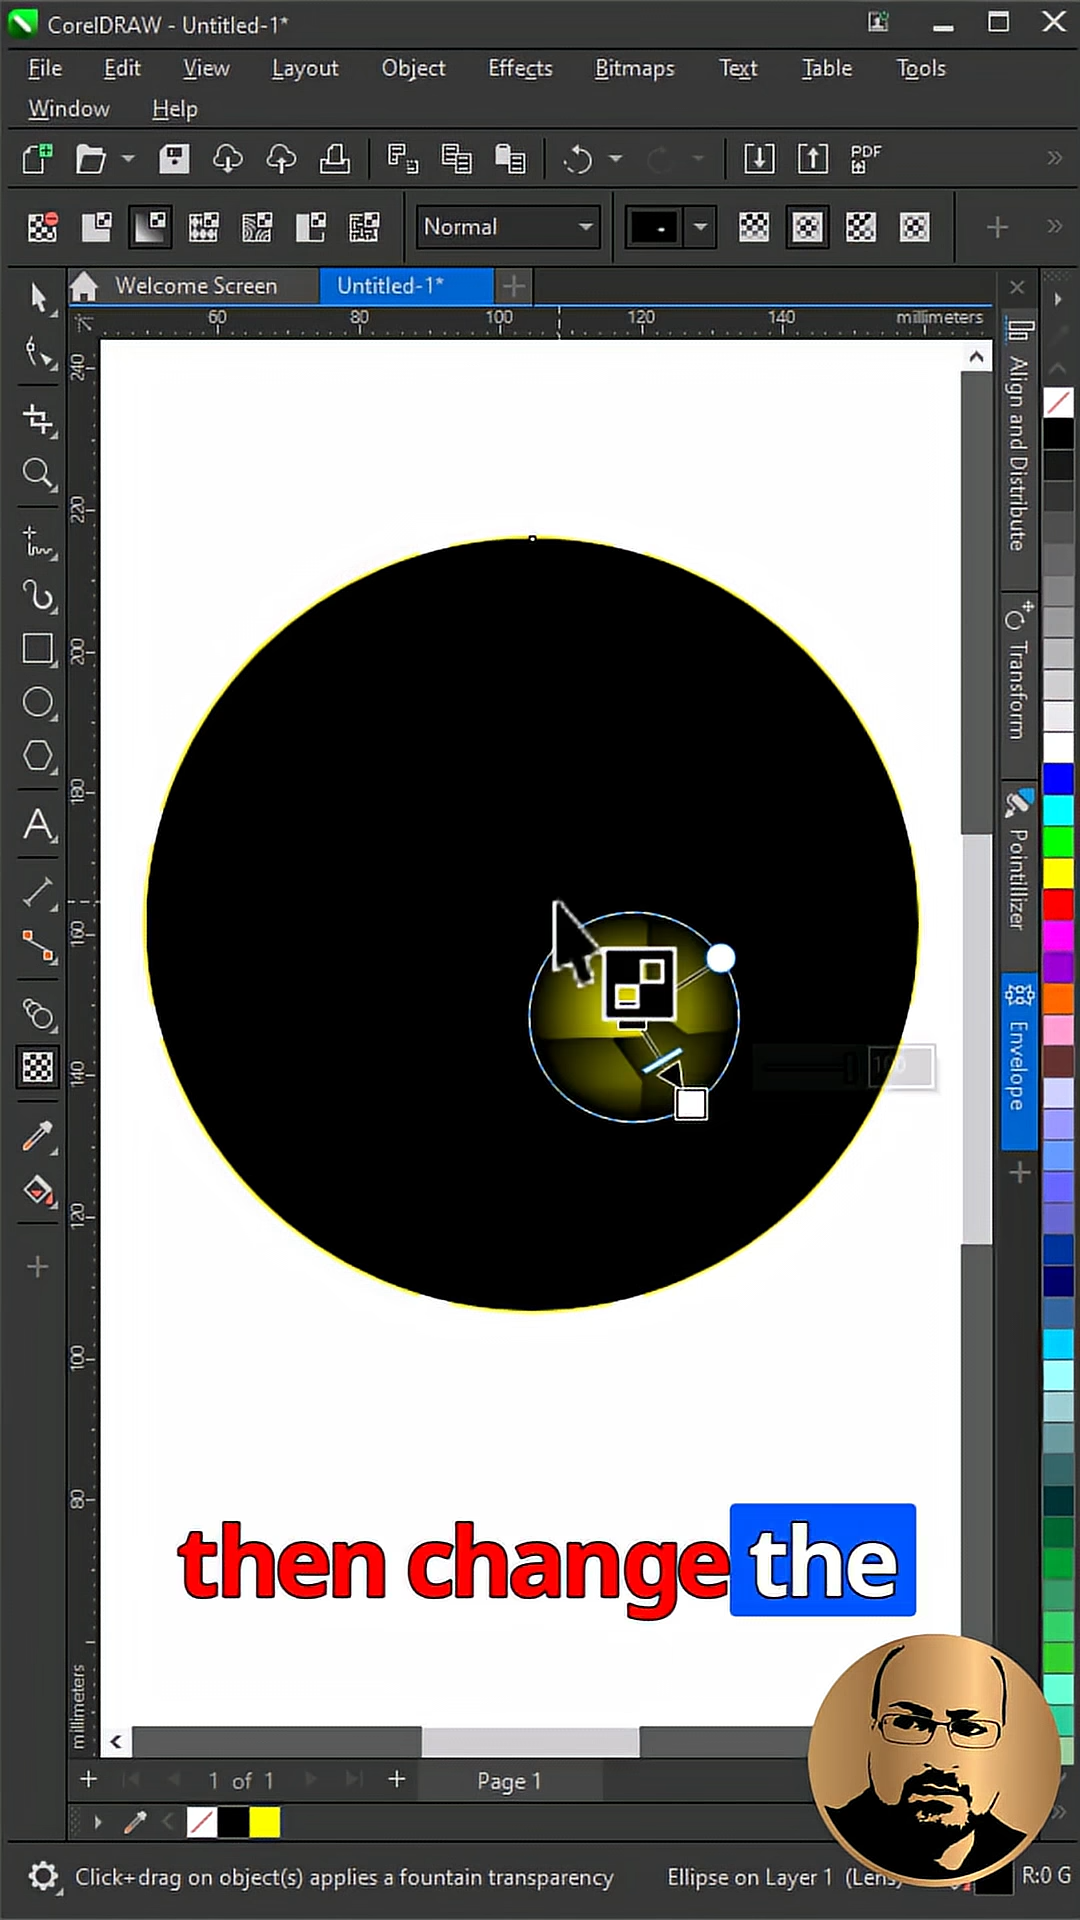 CorelDRAW - Untitled-1*
File Edit View Layout Object Effects Bitmaps Text Table Tools
Window Help
PDF
Normal
Welcome Screen Untitled-1*
60 80 100 120 140 millimeters
240
220
200
180
160
140
120
100
80
millimeters
Align and Distribute
Transform
Pointillizer
Envelope
100
then change the
1 of 1 Page 1
Click+drag on object(s) applies a fountain transparency Ellipse on Layer 1 (Lens R:0 G